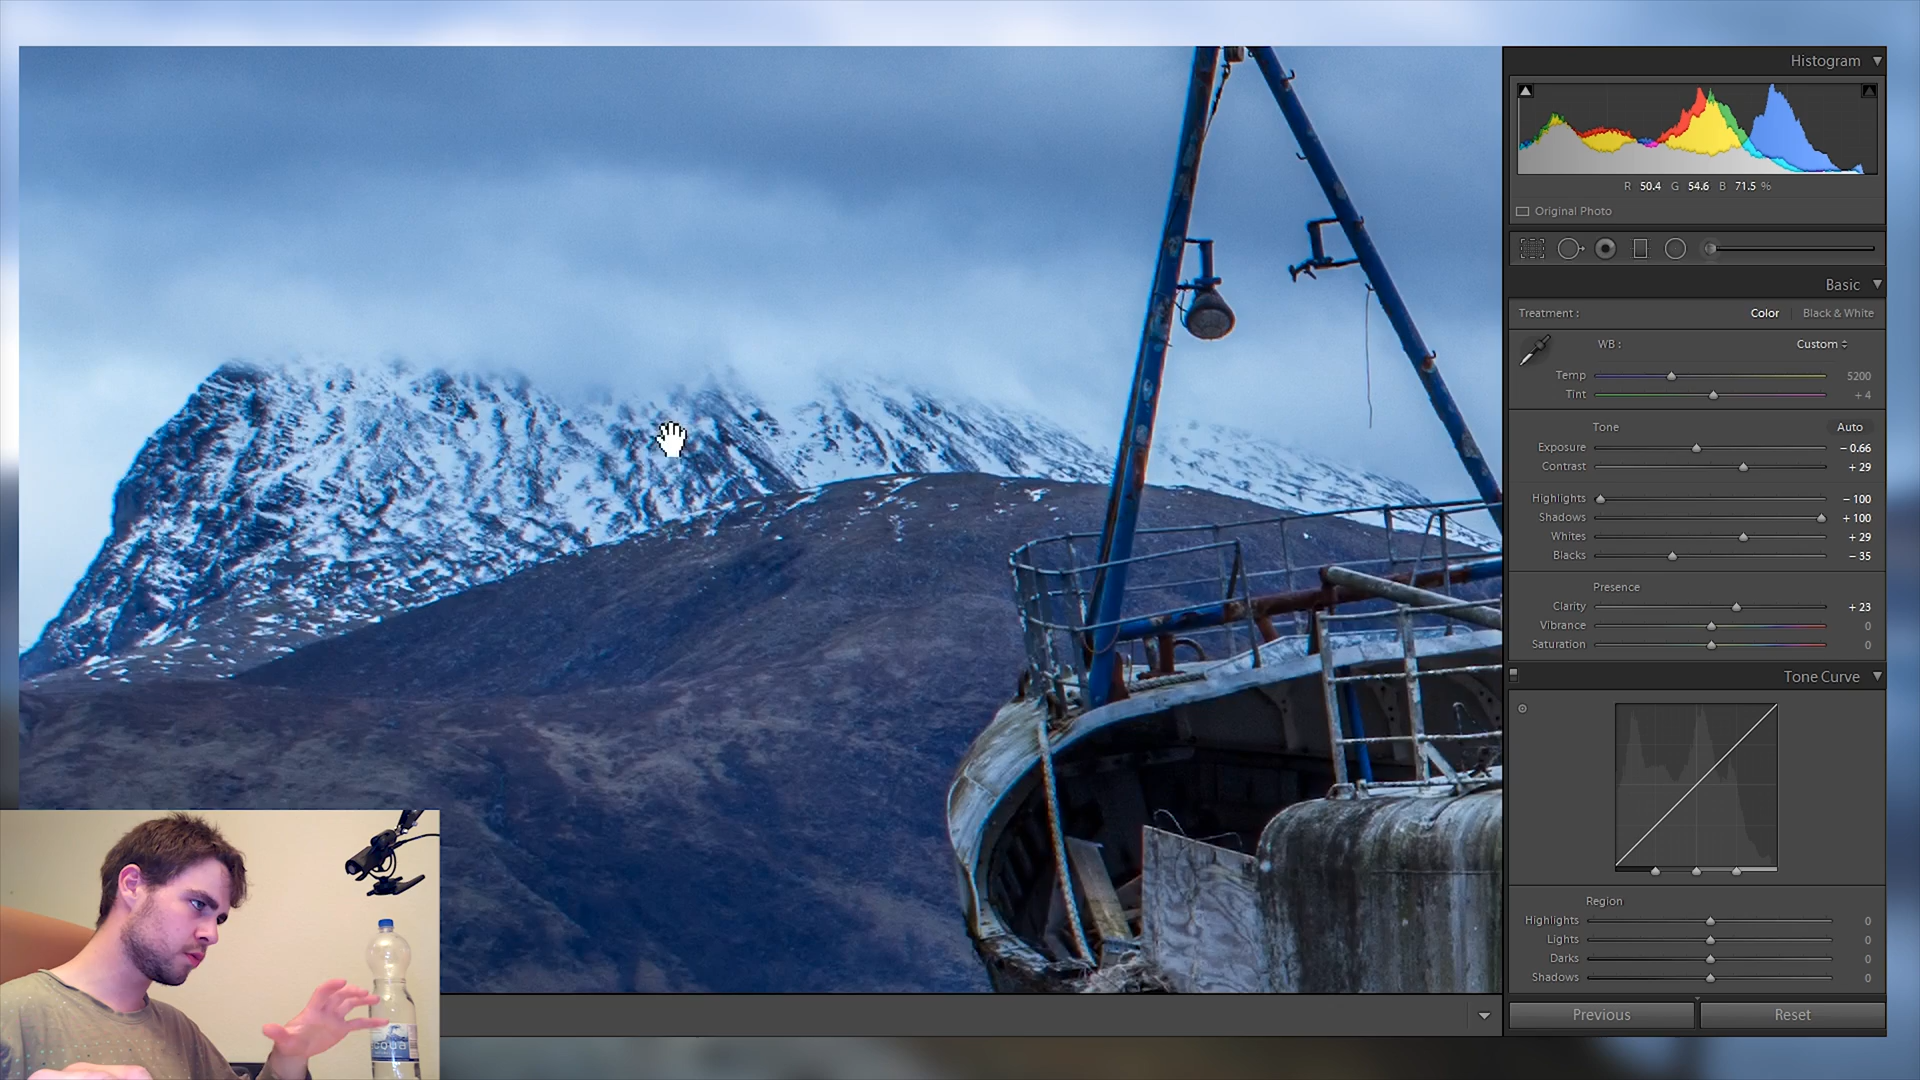 Histogram
R 50.4 G 54.6 B 71.5 %
Original Photo
Basic
Treatment : Color Black & White
WB : Custom
Temp 5200
Tint + 4
Tone Auto
Exposure – 0.66
Contrast + 29
Highlights – 100
Shadows + 100
Whites + 29
Blacks – 35
Presence
Clarity + 23
Vibrance 0
Saturation 0
Tone Curve
Region
Highlights 0
Lights 0
Darks 0
Shadows 0
Previous Reset
acqua